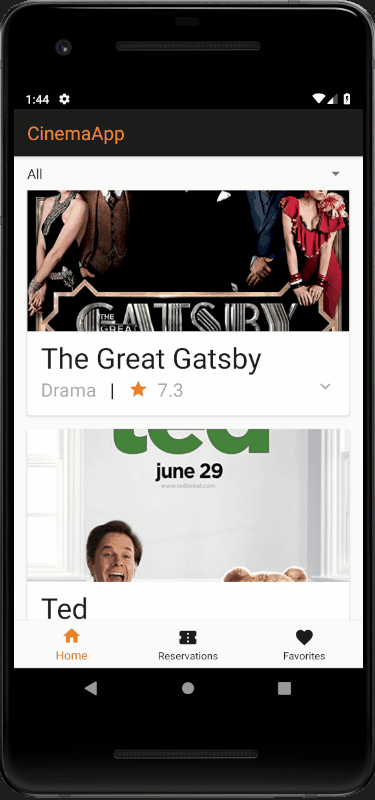 1:44
CinemaApp
All
THE
GREAT
GATSBY
The Great Gatsby
Drama | 7.3
ted
june 29
www.tedisreal.com
Ted
Home
Reservations
Favorites